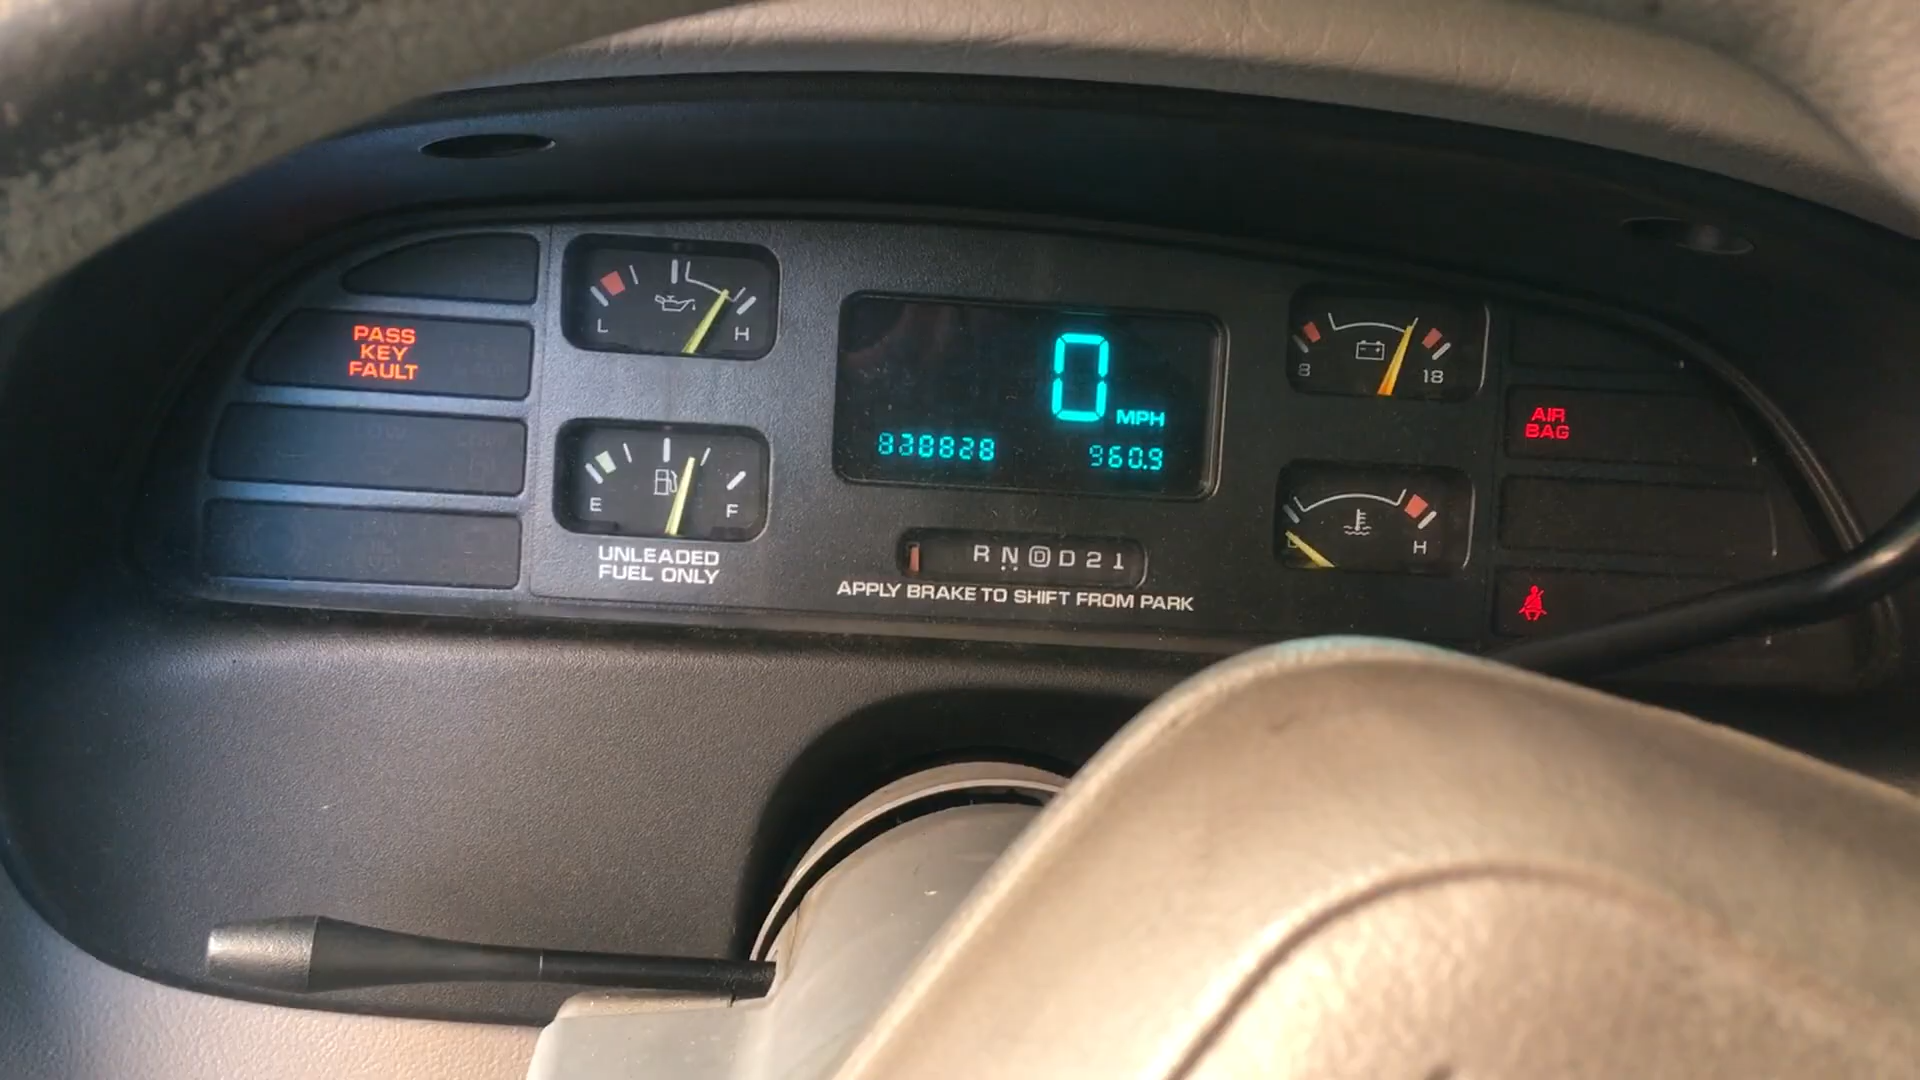 PASS
KEY
FAULT
L H
E F
UNLEADED
FUEL ONLY
0 MPH
830828 960.9
R N D D 2 1
APPLY BRAKE TO SHIFT FROM PARK
8 18
H
AIR
BAG